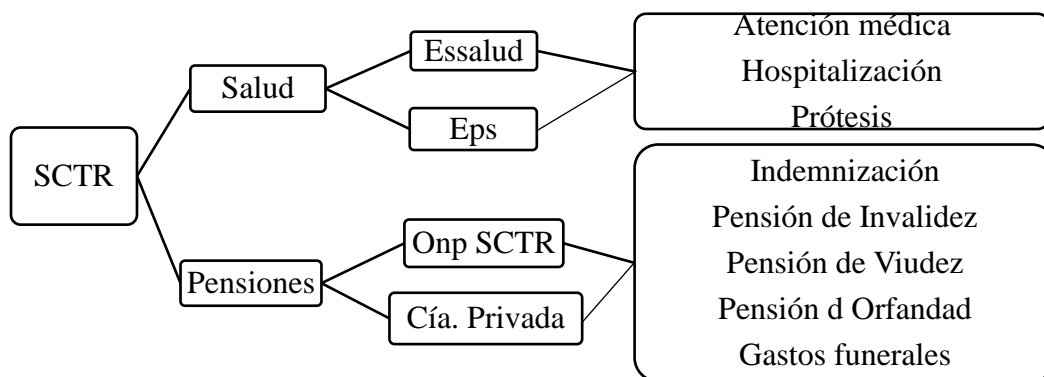 SCTR
Salud
Essalud
Eps
Atención médica
Hospitalización
Prótesis
Pensiones
Onp SCTR
Cía. Privada
Indemnización
Pensión de Invalidez
Pensión de Viudez
Pensión d Orfandad
Gastos funerales